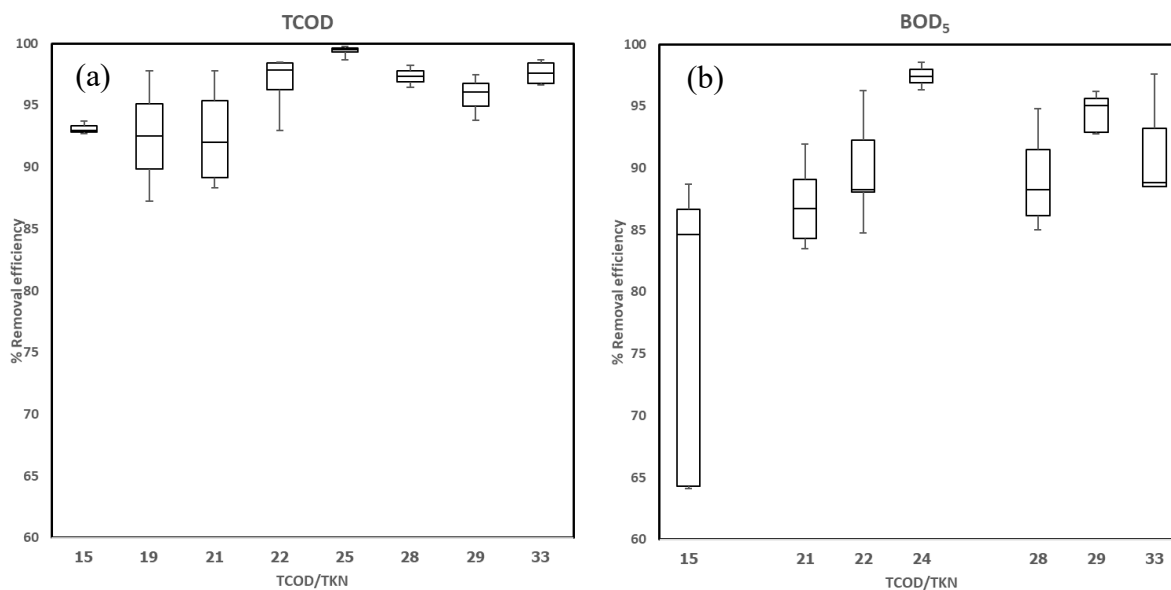 TCOD
(a)
% Removal efficiency
100
95
90
85
80
75
70
65
60
15 19 21 22 25 28 29 33
TCOD/TKN
BOD₅
(b)
% Removal efficiency
100
95
90
85
80
75
70
65
60
15 21 22 24 28 29 33
TCOD/TKN